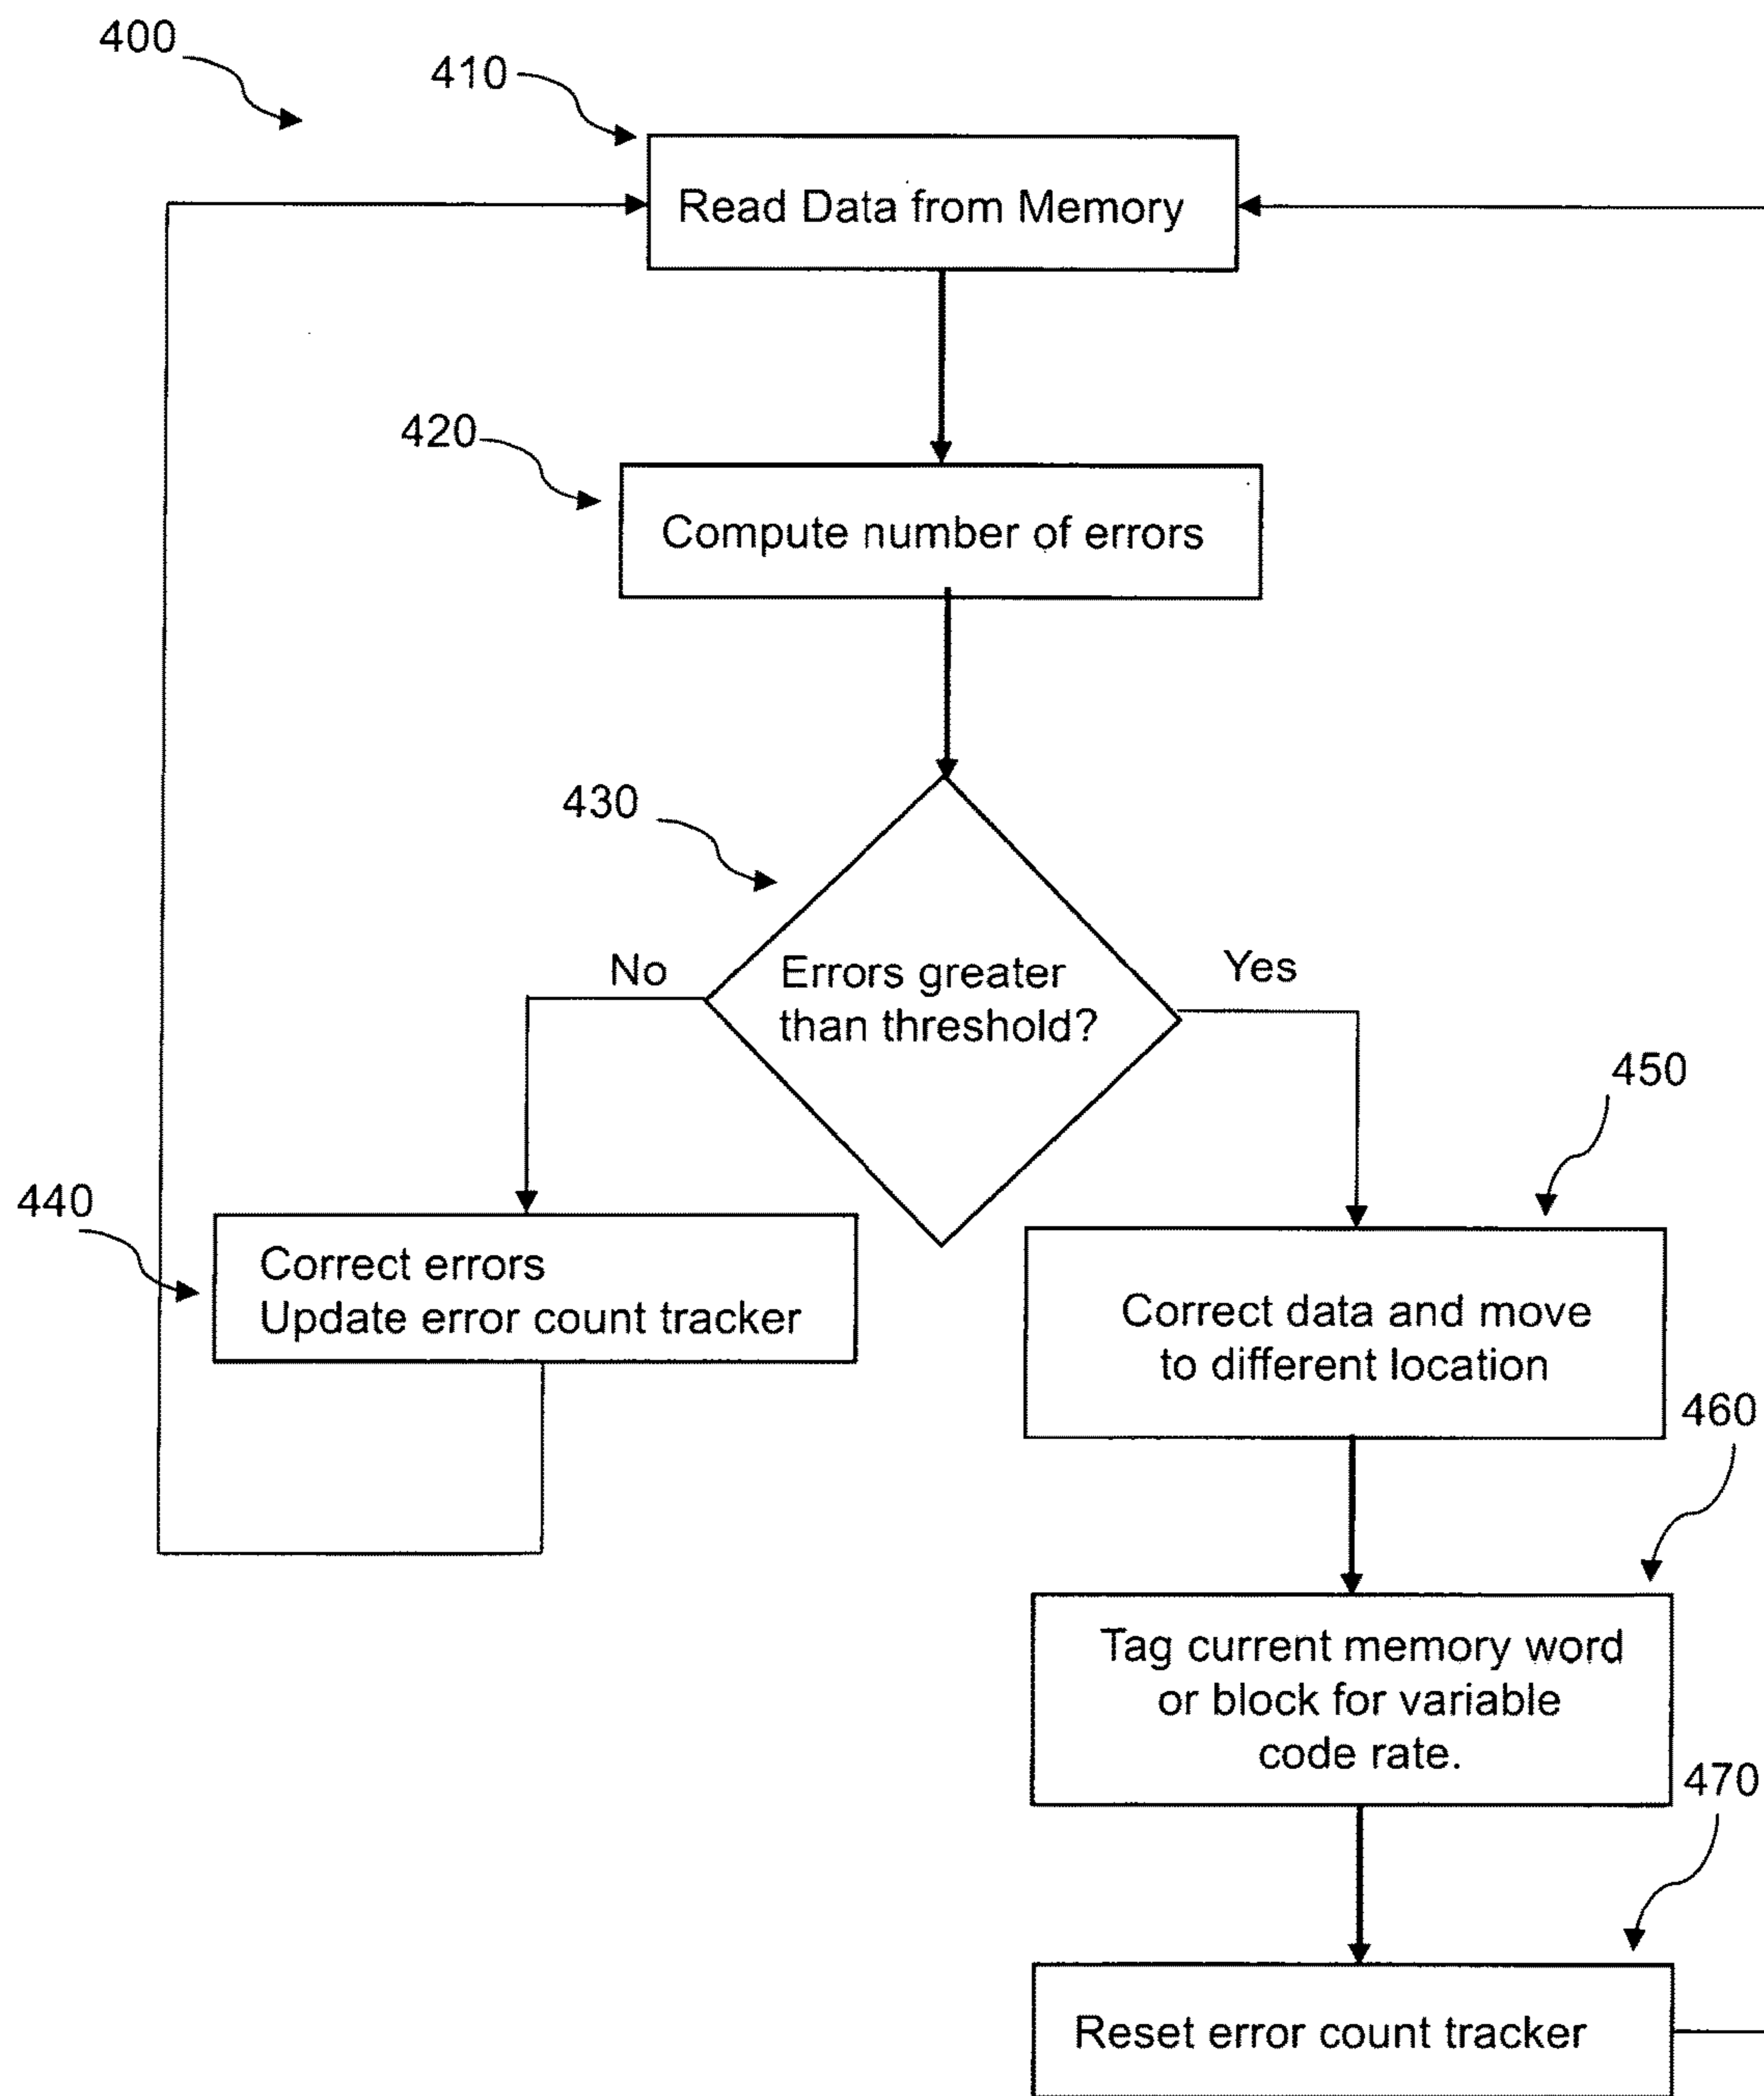 400
410
Read Data from Memory
420
Compute number of errors
430
No
Errors greater
than threshold?
Yes
440
Correct errors
Update error count tracker
450
Correct data and move
to different location
460
Tag current memory word
or block for variable
code rate.
470
Reset error count tracker